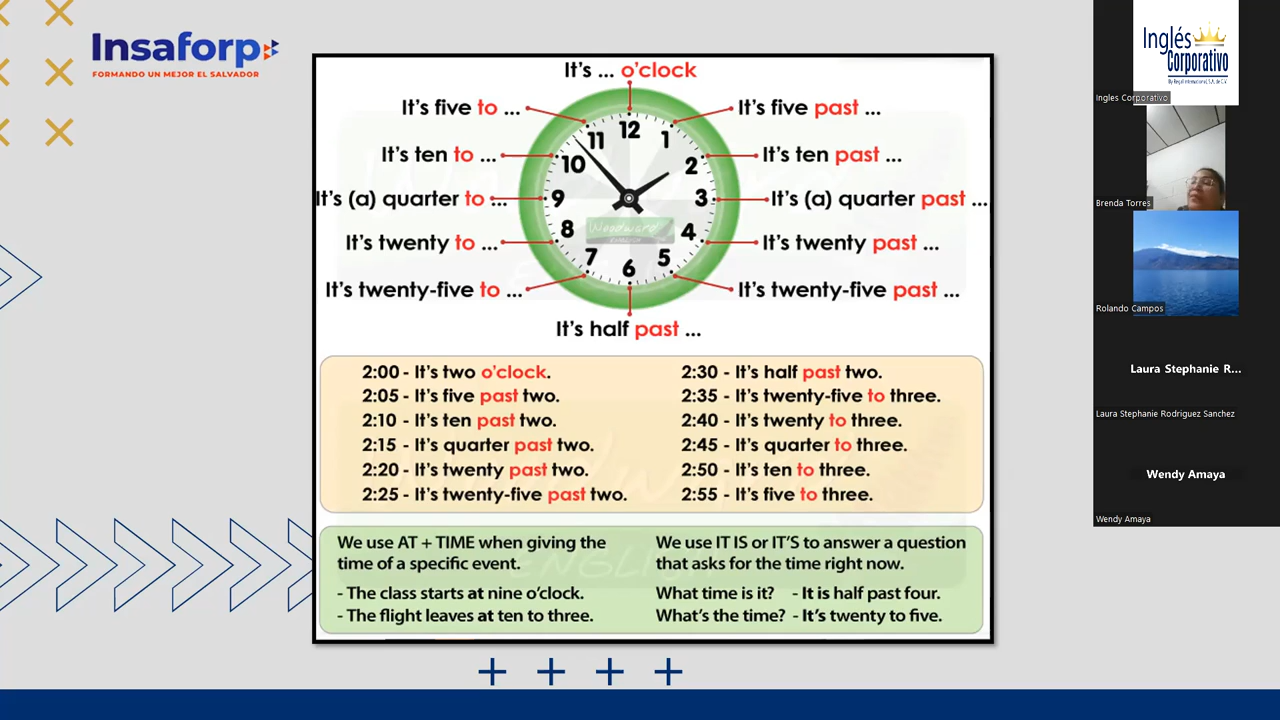 Insaforp
FORMANDO UN MEJOR EL SALVADOR
It's ... o'clock
It's five to ...
It's five past ...
It's ten to ...
It's ten past ...
It's (a) quarter to ...
It's (a) quarter past ...
It's twenty to ...
It's twenty past ...
It's twenty-five to ...
It's twenty-five past ...
It's half past ...
12
1
2
3
4
5
6
7
8
9
10
11
Woodward
ENGLISH
2:00 - It's two o'clock.
2:05 - It's five past two.
2:10 - It's ten past two.
2:15 - It's quarter past two.
2:20 - It's twenty past two.
2:25 - It's twenty-five past two.
2:30 - It's half past two.
2:35 - It's twenty-five to three.
2:40 - It's twenty to three.
2:45 - It's quarter to three.
2:50 - It's ten to three.
2:55 - It's five to three.
We use AT + TIME when giving the
time of a specific event.
- The class starts at nine o'clock.
- The flight leaves at ten to three.
We use IT IS or IT'S to answer a question
that asks for the time right now.
What time is it? - It is half past four.
What's the time? - It's twenty to five.
Inglés
Corporativo
By Regal International, S.A. de C.V.
Ingles Corporativo
Brenda Torres
Rolando Campos
Laura Stephanie R...
Laura Stephanie Rodriguez Sanchez
Wendy Amaya
Wendy Amaya